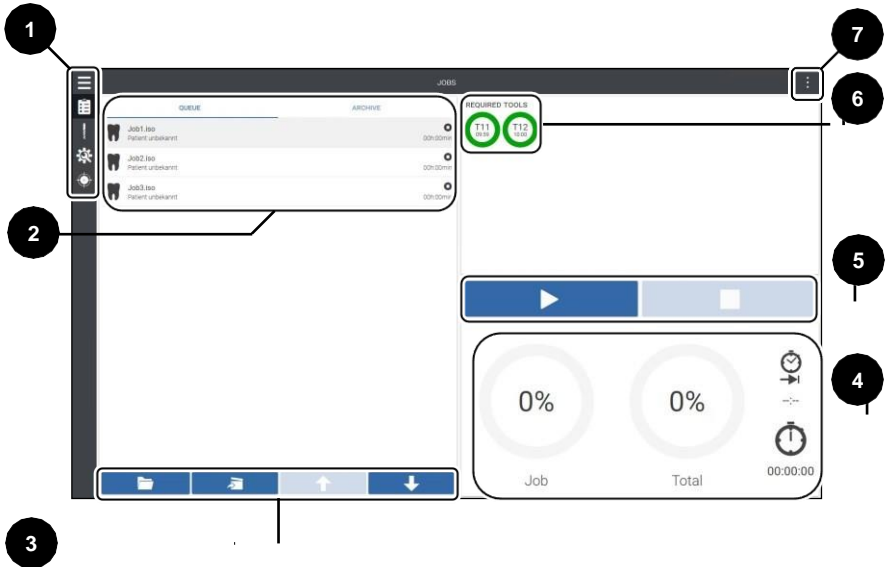 1
7
JOBS
6
QUEUE
ARCHIVE
REQUIRED TOOLS
Job1.iso
Patient unbekannt
00h:00min
T11
T12
Job2.iso
Patient unbekannt
00h:00min
Job3.iso
Patient unbekannt
00h:00min
2
5
4
0%
0%
--:--
Job
Total
00:00:00
3